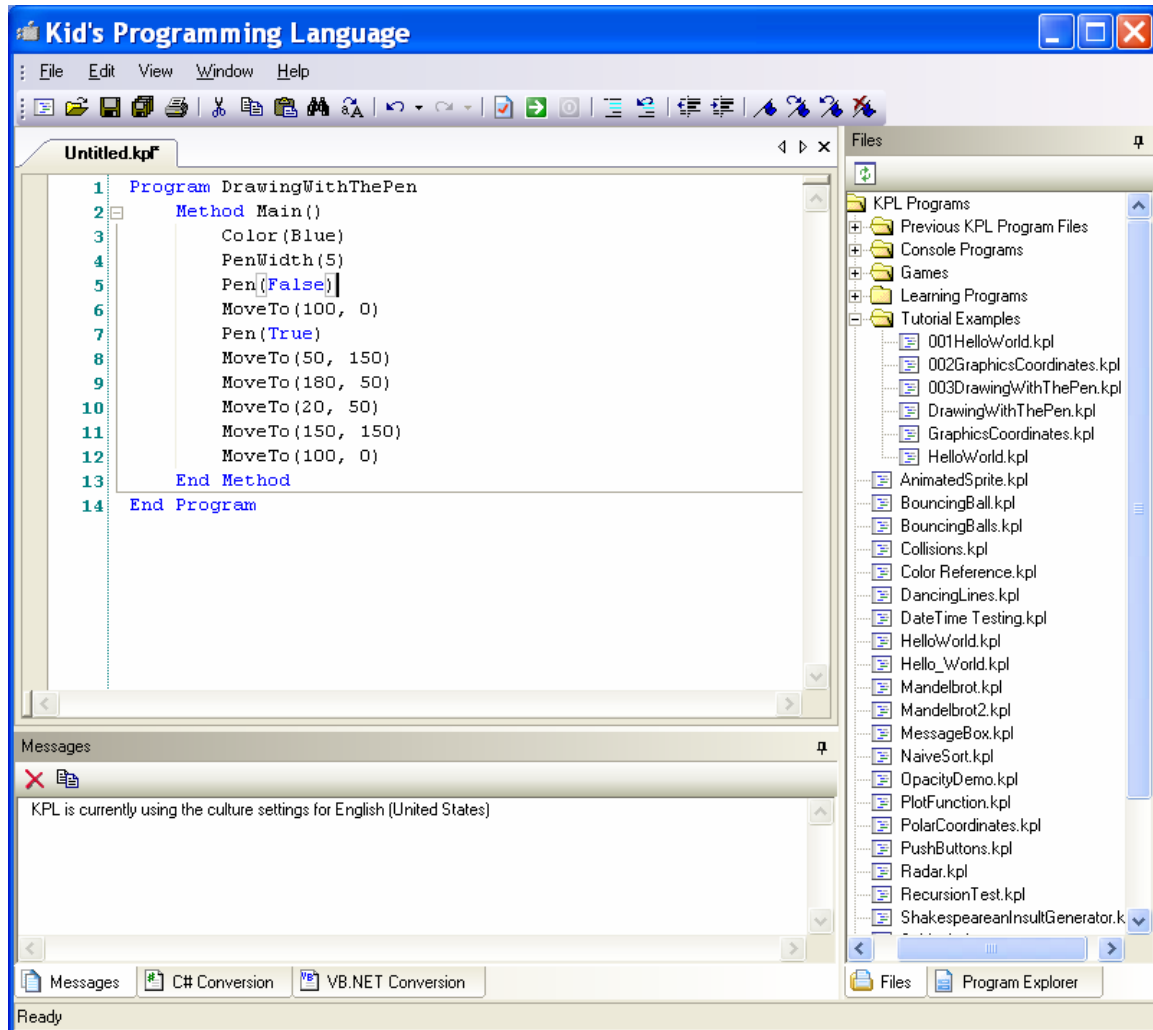 Kid's Programming Language
File Edit View Window Help
Untitled.kpl*
1 Program DrawingWithThePen
2 Method Main()
3 Color(Blue)
4 PenWidth(5)
5 Pen(False)
6 MoveTo(100, 0)
7 Pen(True)
8 MoveTo(50, 150)
9 MoveTo(180, 50)
10 MoveTo(20, 50)
11 MoveTo(150, 150)
12 MoveTo(100, 0)
13 End Method
14 End Program
Messages
KPL is currently using the culture settings for English (United States)
Messages C# Conversion VB.NET Conversion
Files
KPL Programs
Previous KPL Program Files
Console Programs
Games
Learning Programs
Tutorial Examples
001HelloWorld.kpl
002GraphicsCoordinates.kpl
003DrawingWithThePen.kpl
DrawingWithThePen.kpl
GraphicsCoordinates.kpl
HelloWorld.kpl
AnimatedSprite.kpl
BouncingBall.kpl
BouncingBalls.kpl
Collisions.kpl
Color Reference.kpl
DancingLines.kpl
DateTime Testing.kpl
HelloWorld.kpl
Hello_World.kpl
Mandelbrot.kpl
Mandelbrot2.kpl
MessageBox.kpl
NaiveSort.kpl
OpacityDemo.kpl
PlotFunction.kpl
PolarCoordinates.kpl
PushButtons.kpl
Radar.kpl
RecursionTest.kpl
ShakespeareanInsultGenerator.k
Files Program Explorer
Ready